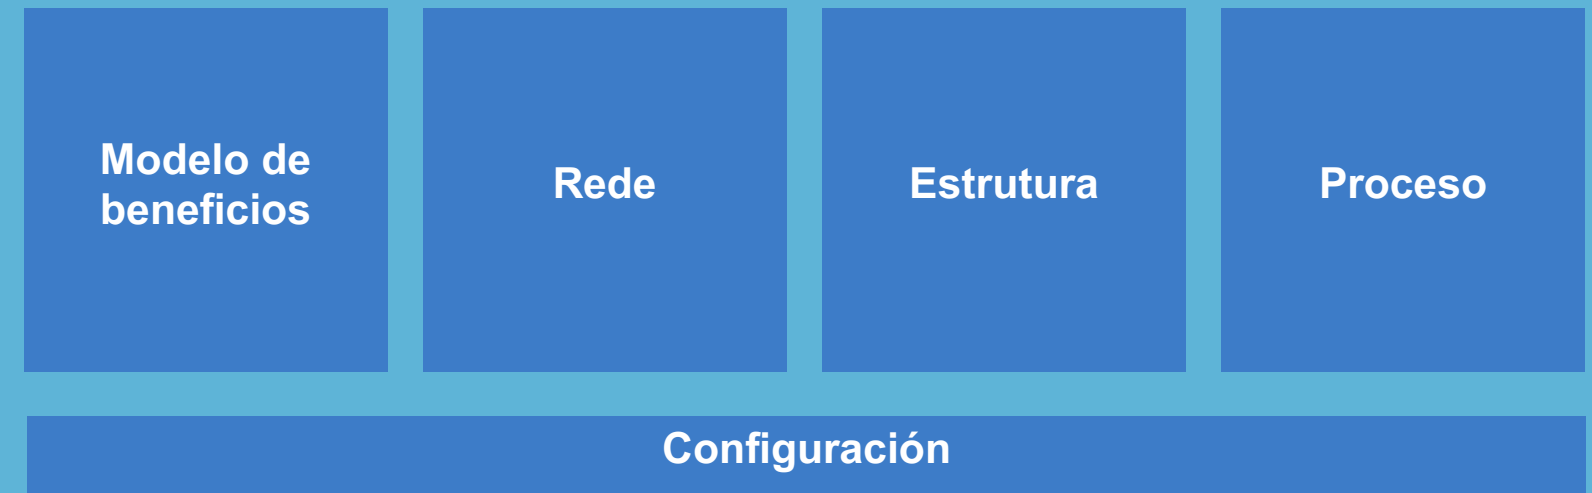 Modelo de
beneficios
Rede
Estrutura
Proceso
Configuración